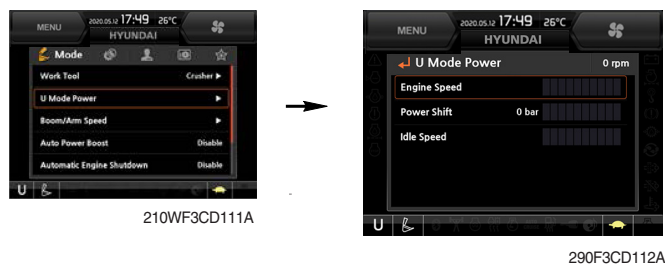 MENU
2020.05.12 17:49 26°C
HYUNDAI
Mode
Work Tool Crusher ▶
U Mode Power ▶
Boom/Arm Speed ▶
Auto Power Boost Disable
Automatic Engine Shutdown Disable
U
210WF3CD111A
MENU
2020.05.12 17:49 26°C
HYUNDAI
U Mode Power 0 rpm
Engine Speed
Power Shift 0 bar
Idle Speed
U
290F3CD112A